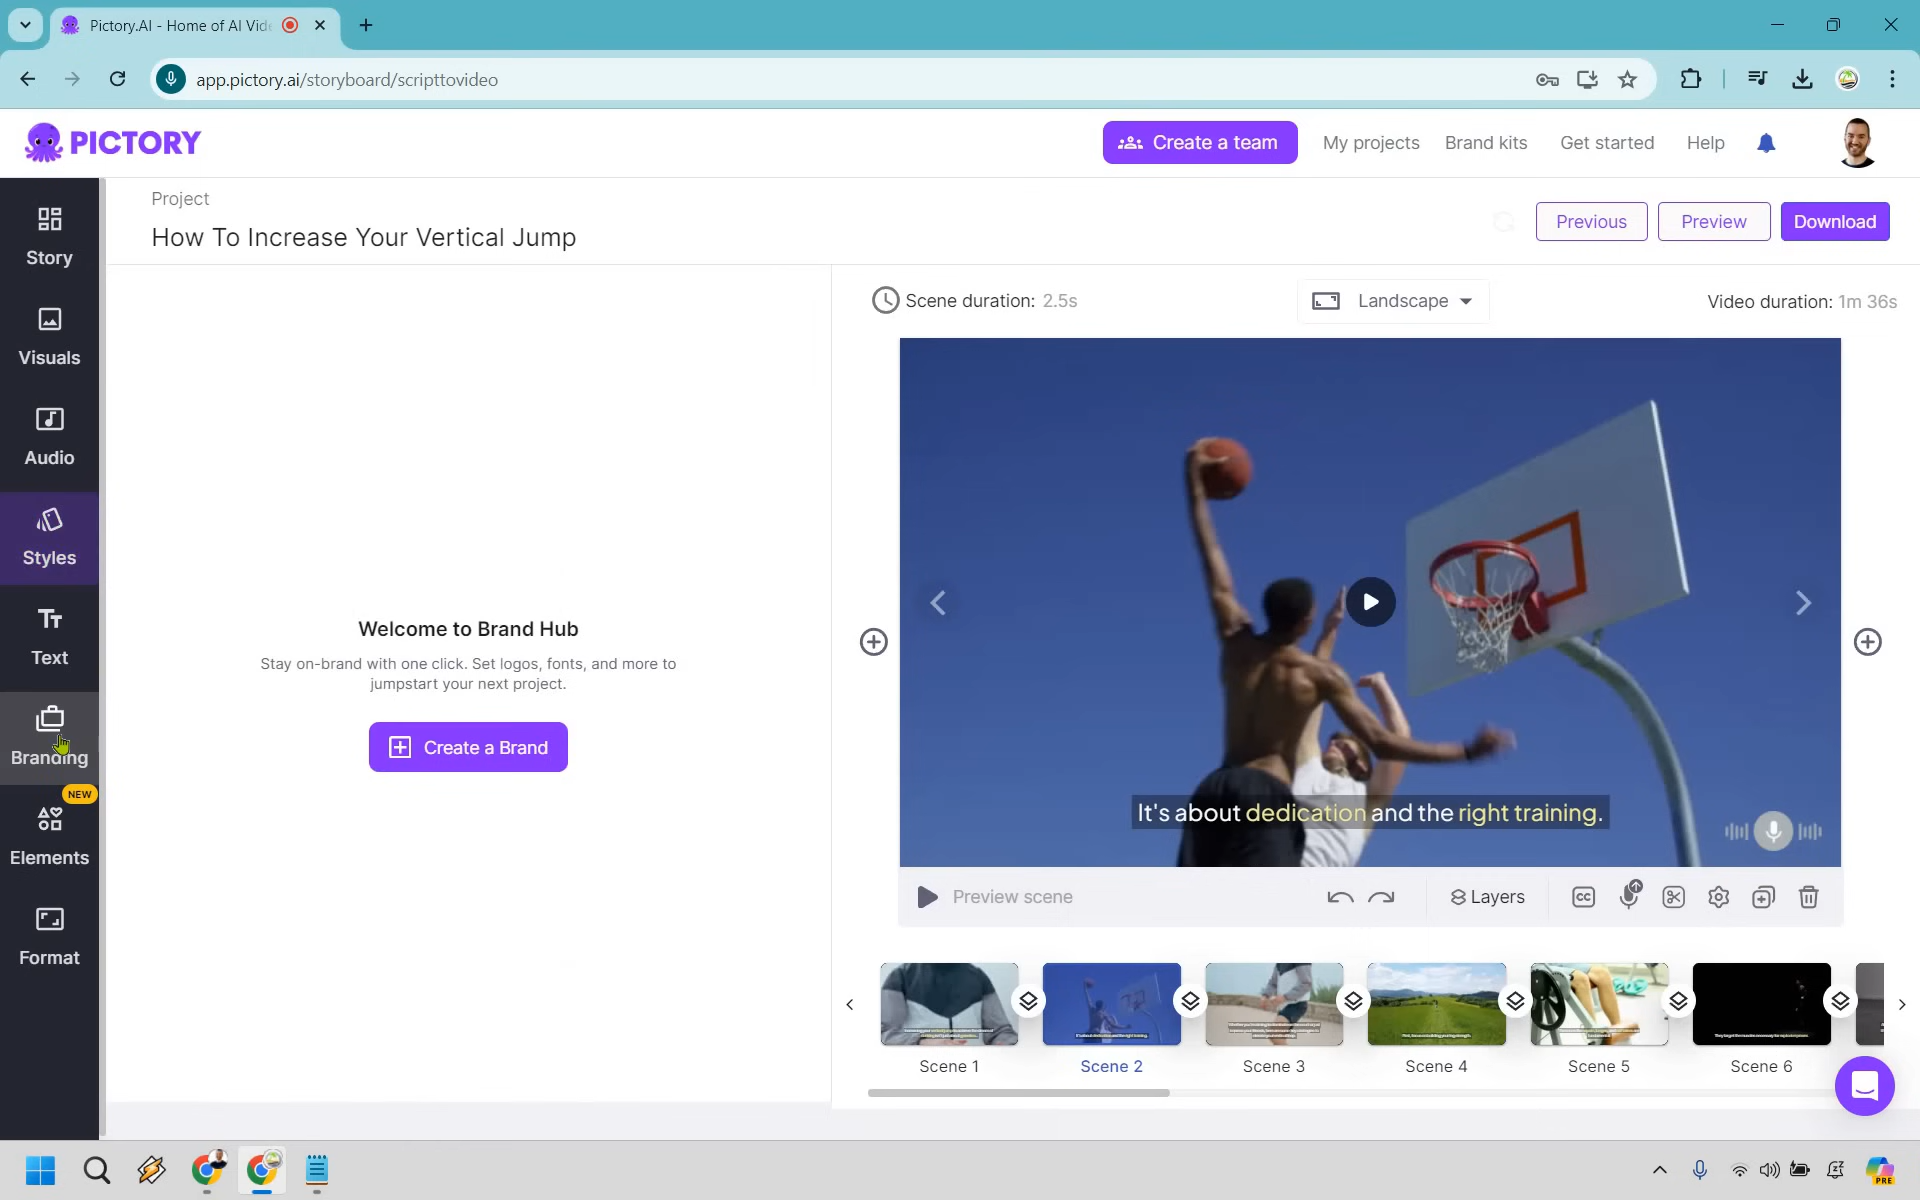 Pictory.AI - Home of AI Vide
app.pictory.ai/storyboard/scripttovideo
PICTORY
Create a team
My projects
Brand kits
Get started
Help
Story
Visuals
Audio
Styles
Text
Branding
NEW
Elements
Format
Project
How To Increase Your Vertical Jump
Previous
Preview
Download
Welcome to Brand Hub
Stay on-brand with one click. Set logos, fonts, and more to
jumpstart your next project.
Create a Brand
Scene duration: 2.5s
Landscape
Video duration: 1m 36s
It's about dedication and the right training.
Preview scene
Layers
CC
Scene 1
Scene 2
Scene 3
Scene 4
Scene 5
Scene 6
PRE